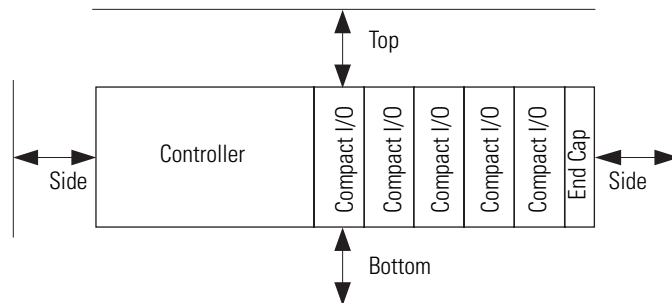 Top
Side
Controller
Compact I/O
Compact I/O
Compact I/O
Compact I/O
Compact I/O
End Cap
Side
Bottom